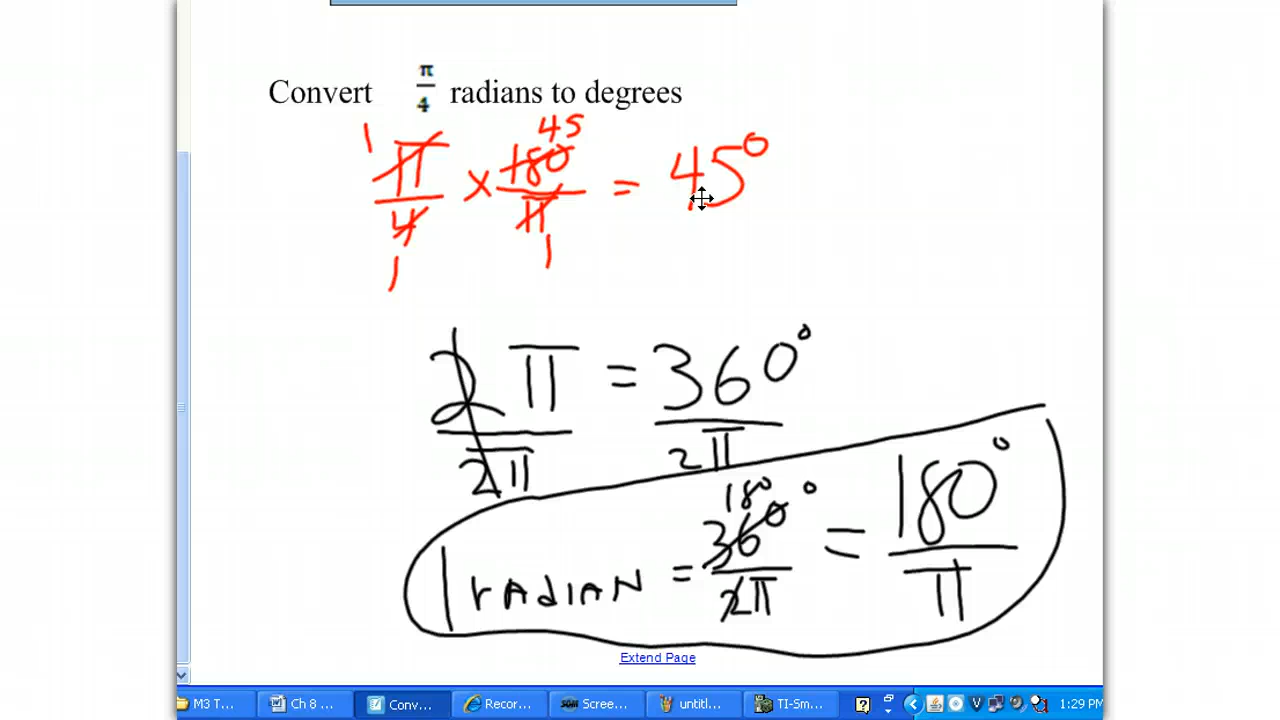 Convert π/4 radians to degrees
1 π/4 1 x 45 180/π 1 = 45°
2π/2π = 360°/2π
1 radian = 180 360°/2π ° = 180°/π
Extend Page
M3 T... Ch 8 ... Conv... Recor... Scree... untitl... TI-Sm... 1:29 PM